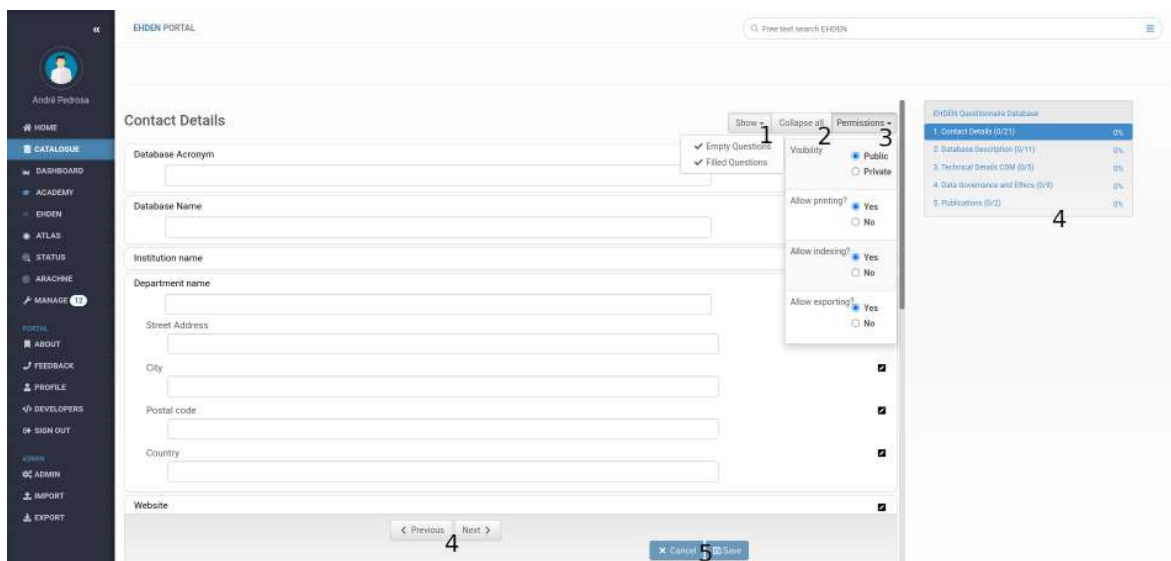 «
EHDEN PORTAL
Free text search EHDEN
André Pedrosa
HOME
CATALOGUE
DASHBOARD
ACADEMY
EHDEN
ATLAS
STATUS
ARACHNE
MANAGE 12
PORTAL
ABOUT
FEEDBACK
PROFILE
DEVELOPERS
SIGN OUT
ADMIN
ADMIN
IMPORT
EXPORT
Contact Details
Show
1
Collapse all
2
Permissions
3
Empty Questions
Filled Questions
Visibility
Public
Private
Allow printing?
Yes
No
Allow indexing?
Yes
No
Allow exporting?
Yes
No
Database Acronym
Database Name
Institution name
Department name
Street Address
City
Postal code
Country
Website
Previous
Next
4
Cancel
5
Save
EHDEN Questionnaire Database
1. Contact Details (0/21) 0%
2. Database Description (0/11) 0%
3. Technical Details CDM (0/5) 0%
4. Data Governance and Ethics (0/9) 0%
5. Publications (0/2) 0%
4